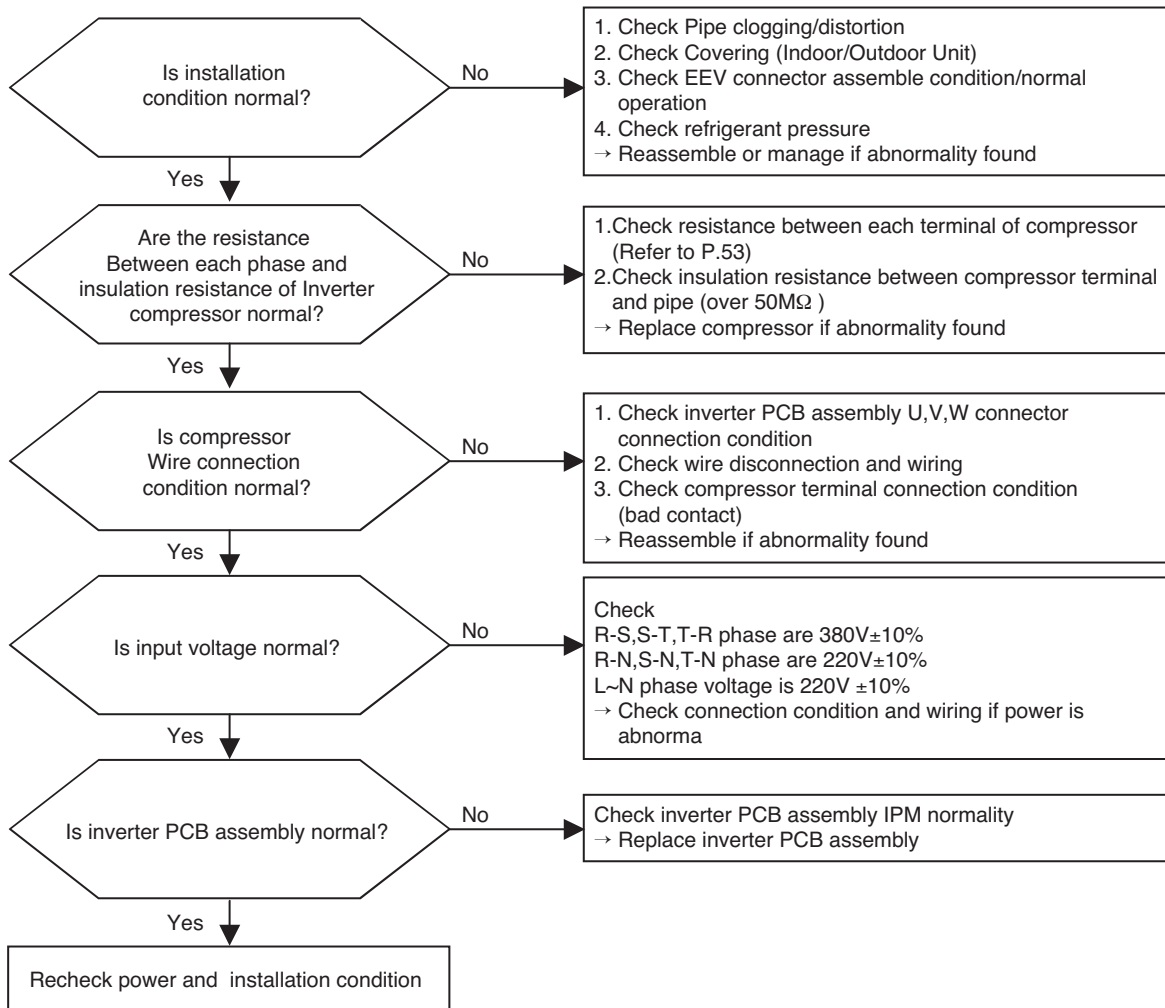 Is installation
condition normal?
No
1. Check Pipe clogging/distortion
2. Check Covering (Indoor/Outdoor Unit)
3. Check EEV connector assemble condition/normal
operation
4. Check refrigerant pressure
→ Reassemble or manage if abnormality found
Yes
Are the resistance
Between each phase and
insulation resistance of Inverter
compressor normal?
No
1.Check resistance between each terminal of compressor
(Refer to P.53)
2.Check insulation resistance between compressor terminal
and pipe (over 50MΩ )
→ Replace compressor if abnormality found
Yes
Is compressor
Wire connection
condition normal?
No
1. Check inverter PCB assembly U,V,W connector
connection condition
2. Check wire disconnection and wiring
3. Check compressor terminal connection condition
(bad contact)
→ Reassemble if abnormality found
Yes
Is input voltage normal?
No
Check
R-S,S-T,T-R phase are 380V±10%
R-N,S-N,T-N phase are 220V±10%
L~N phase voltage is 220V ±10%
→ Check connection condition and wiring if power is
abnorma
Yes
Is inverter PCB assembly normal?
No
Check inverter PCB assembly IPM normality
→ Replace inverter PCB assembly
Yes
Recheck power and installation condition